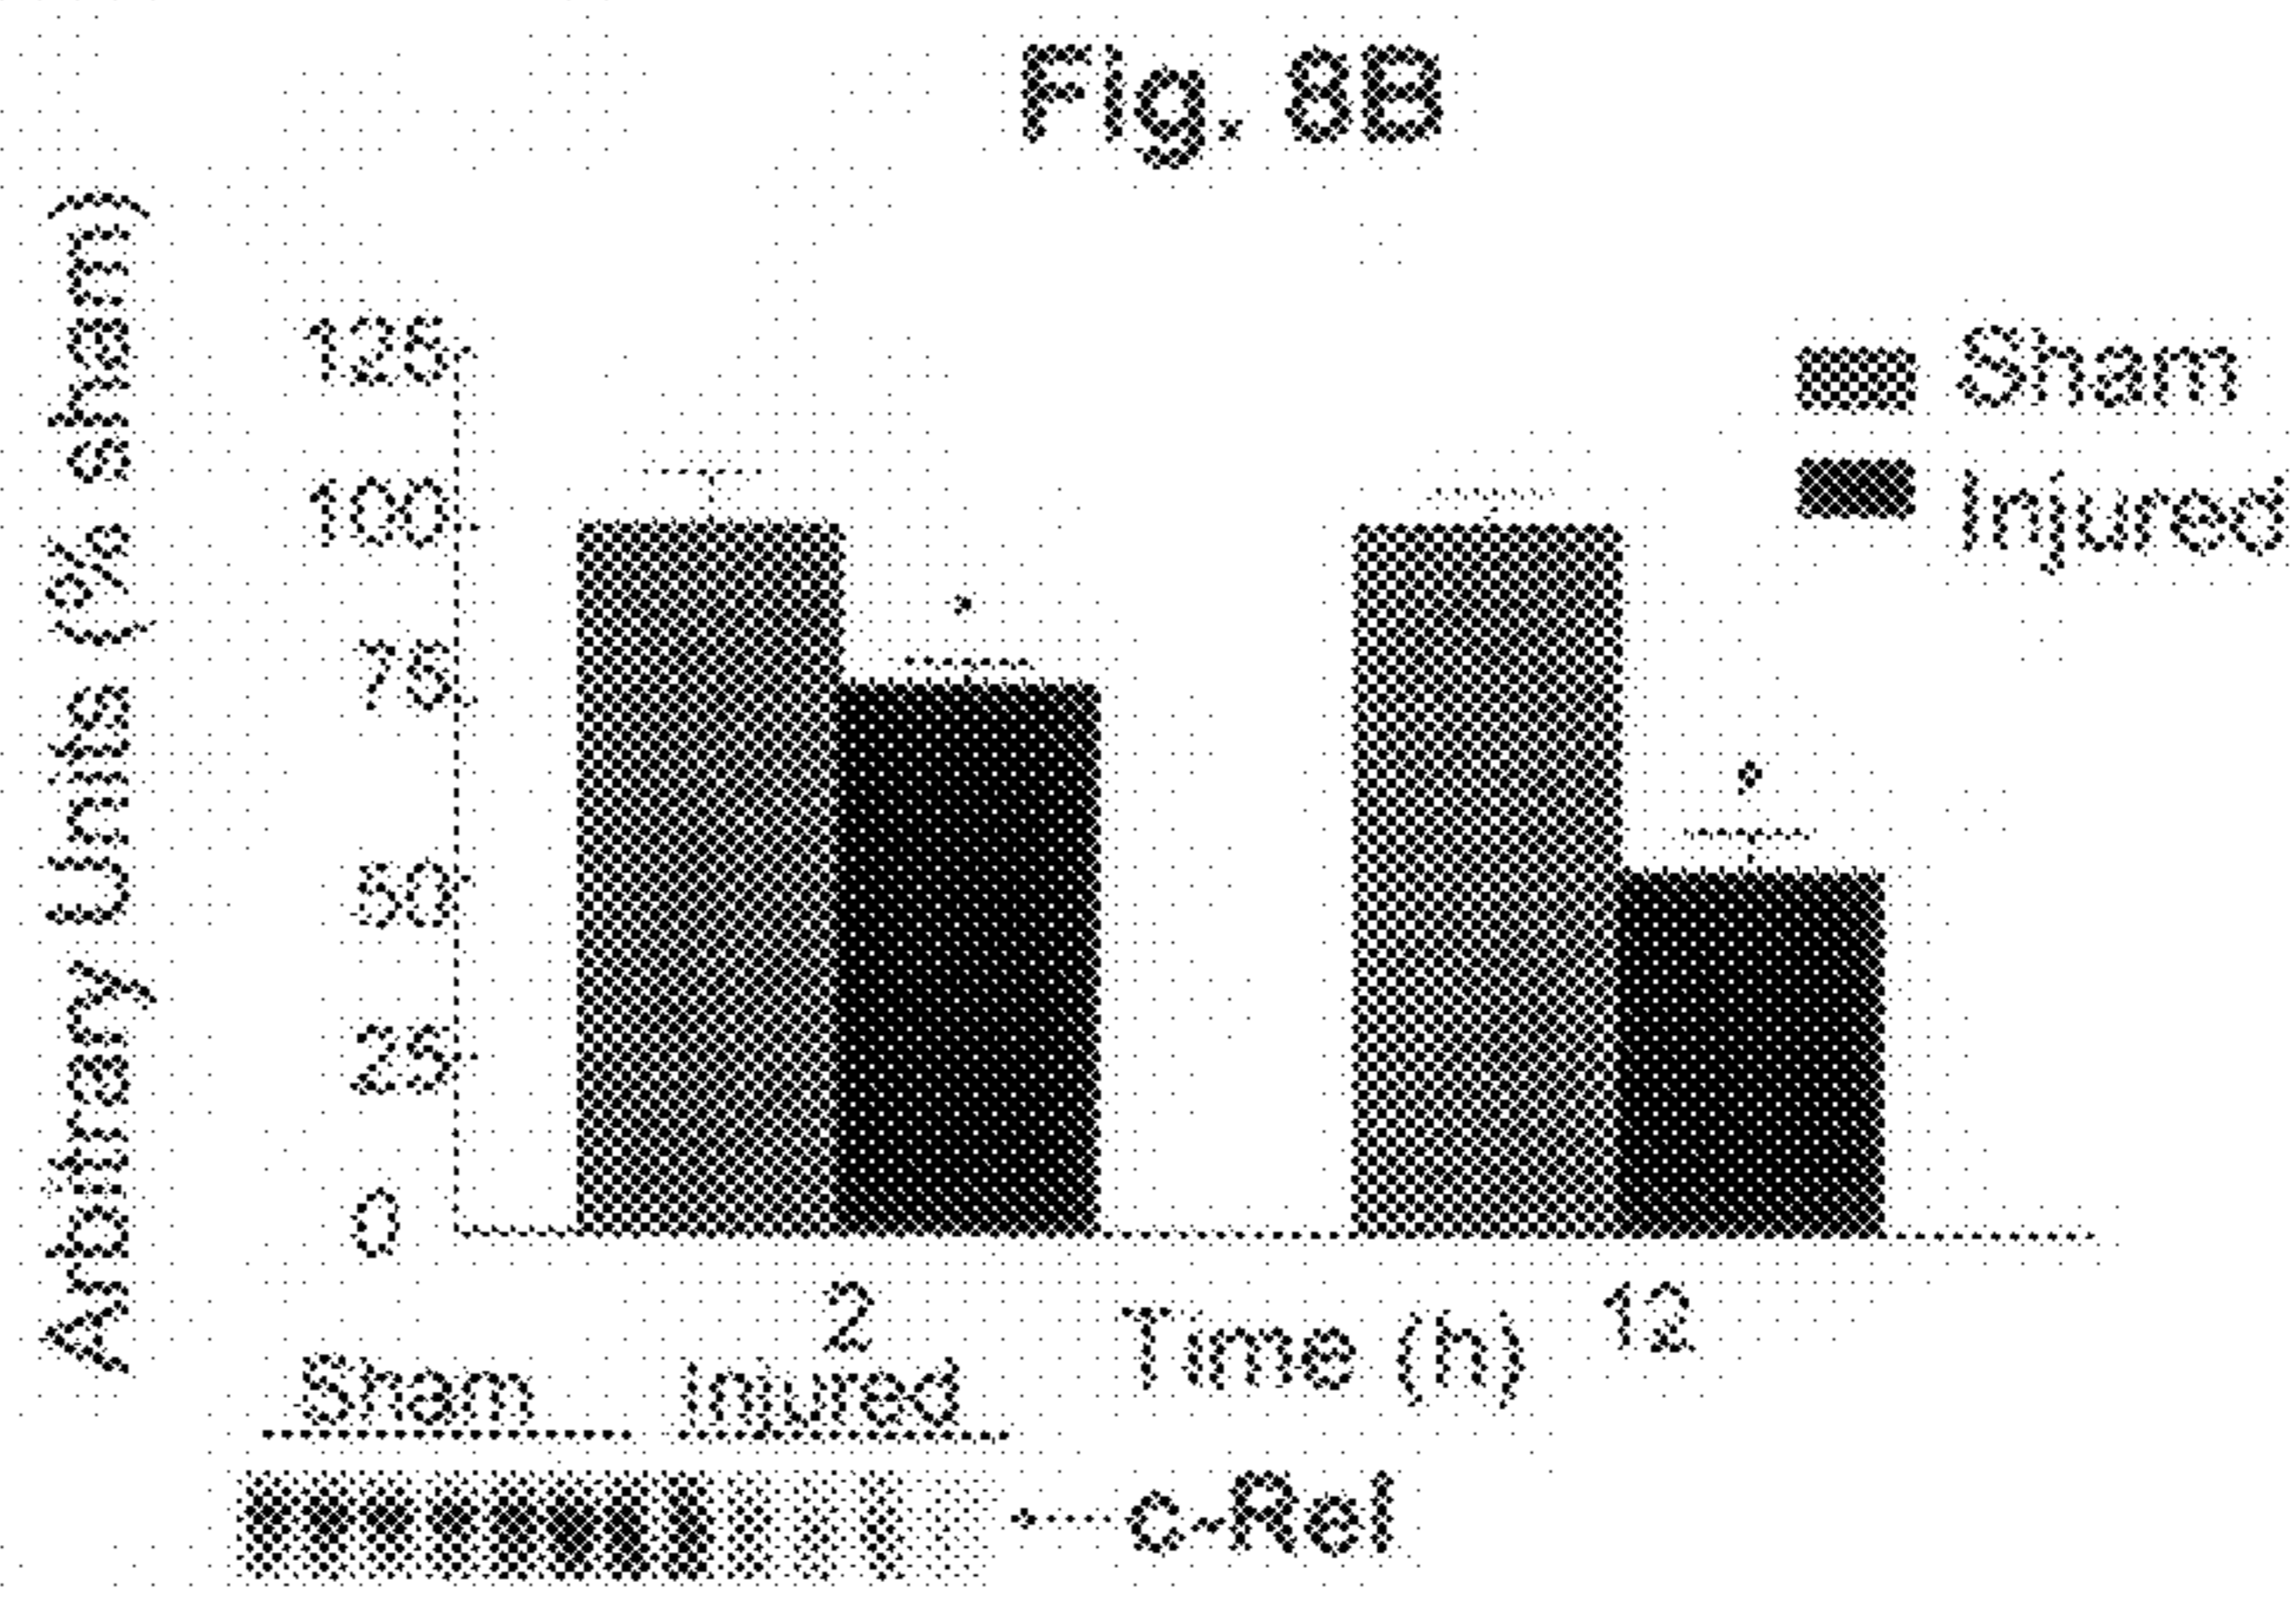 Fig. 8B
Arbitrary Units (% sham)
125
100
75
50
25
0
Sham
Injured
*
*
2
12
Time (h)
Sham
Injured
c-Rel